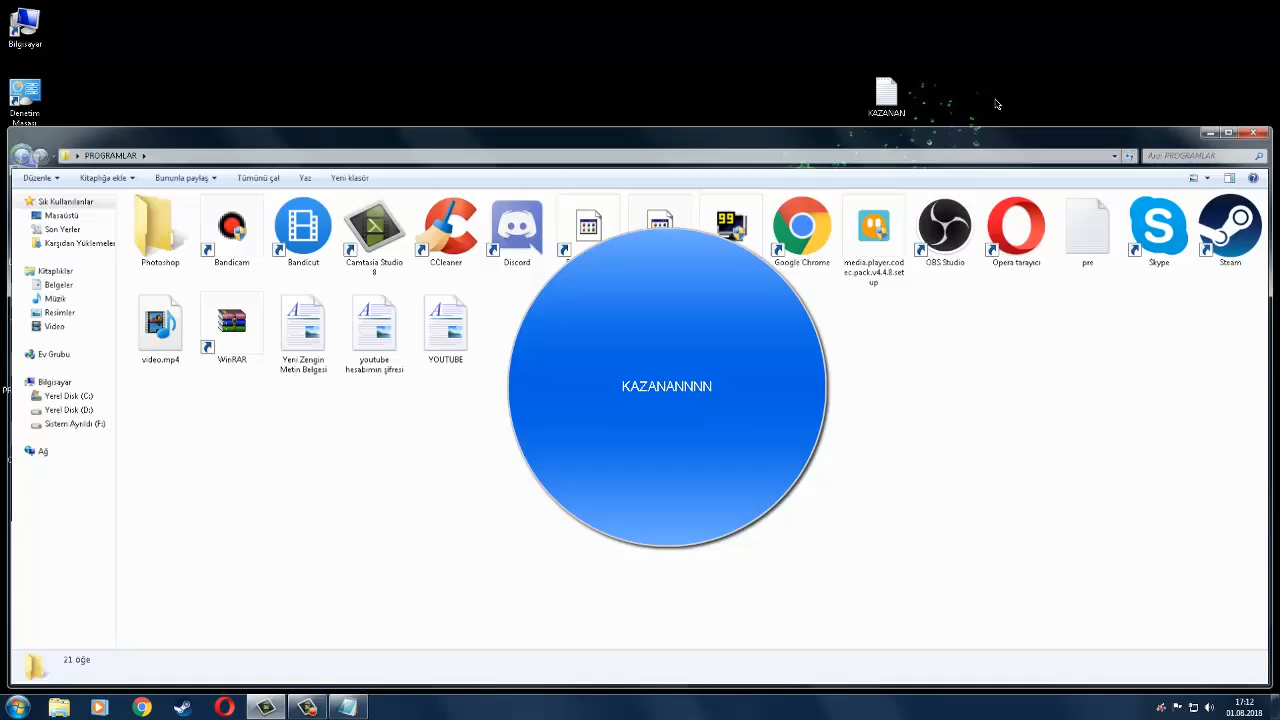 Bilgisayar
Denetim
Masası
KAZANAN
PROGRAMLAR
Ara: PROGRAMLAR
Düzenle
Kitaplığa ekle
Bununla paylaş
Tümünü çal
Yaz
Yeni klasör
Sık Kullanılanlar
Masaüstü
Son Yerler
Karşıdan Yüklemeler
Kitaplıklar
Belgeler
Müzik
Resimler
Video
Ev Grubu
Bilgisayar
Yerel Disk (C:)
Yerel Disk (D:)
Sistem Ayrıldı (F:)
Ağ
Photoshop
Bandicam
Bandicut
Camtasia Studio
8
CCleaner
Discord
99
Google Chrome
media.player.cod
ec.pack.v4.4.8.set
up
OBS Studio
Opera tarayıcı
pre
Skype
Steam
video.mp4
WinRAR
Yeni Zengin
Metin Belgesi
youtube
hesabımın şifresi
YOUTUBE
KAZANANNNN
21 öğe
17:12
01.08.2018